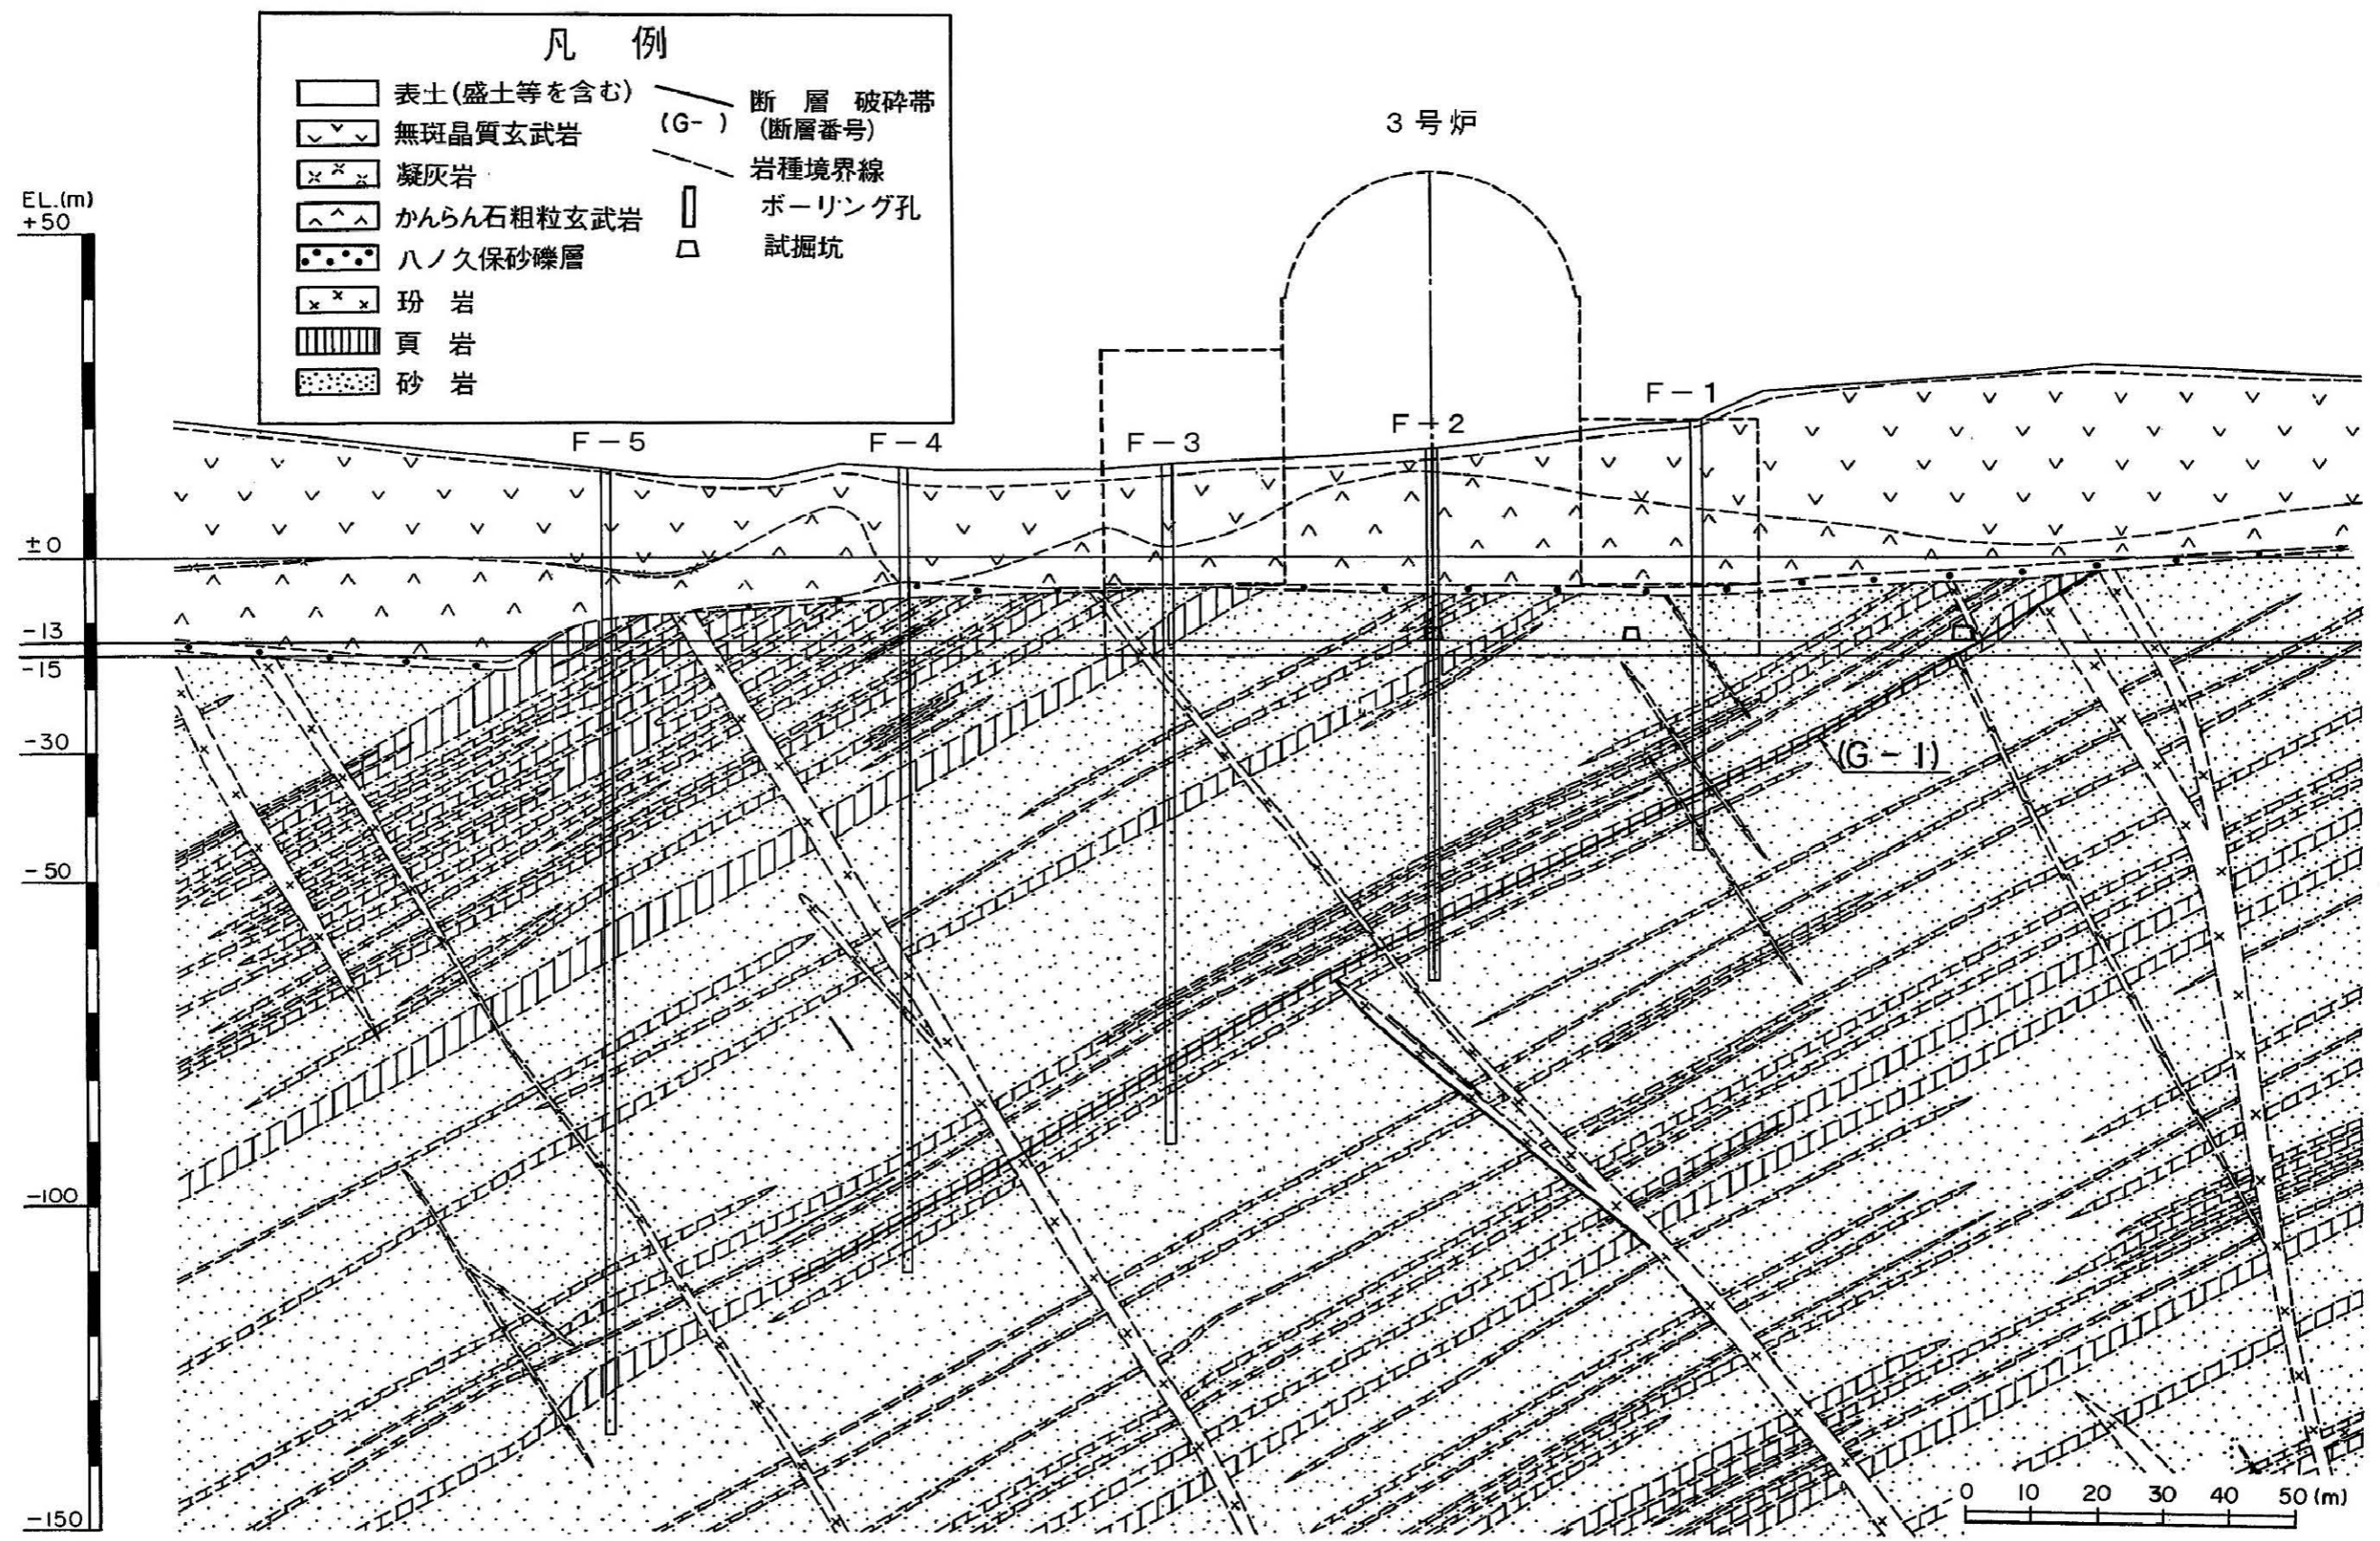 凡 例
表土(盛土等を含む)
無斑晶質玄武岩
凝灰岩
かんらん石粗粒玄武岩
八ノ久保砂礫層
玢 岩
頁 岩
砂 岩
断 層 破砕帯
(G- ) (断層番号)
岩種境界線
ボーリング孔
試掘坑
3号炉
EL.(m)
+50
±0
-13
-15
-30
-50
-100
-150
F-5
F-4
F-3
F-2
F-1
(G-1)
0 10 20 30 40 50(m)